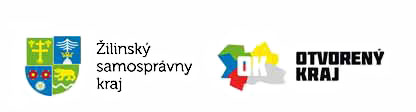 Žilinský
samosprávny
kraj
OK
OTVORENÝ
KRAJ